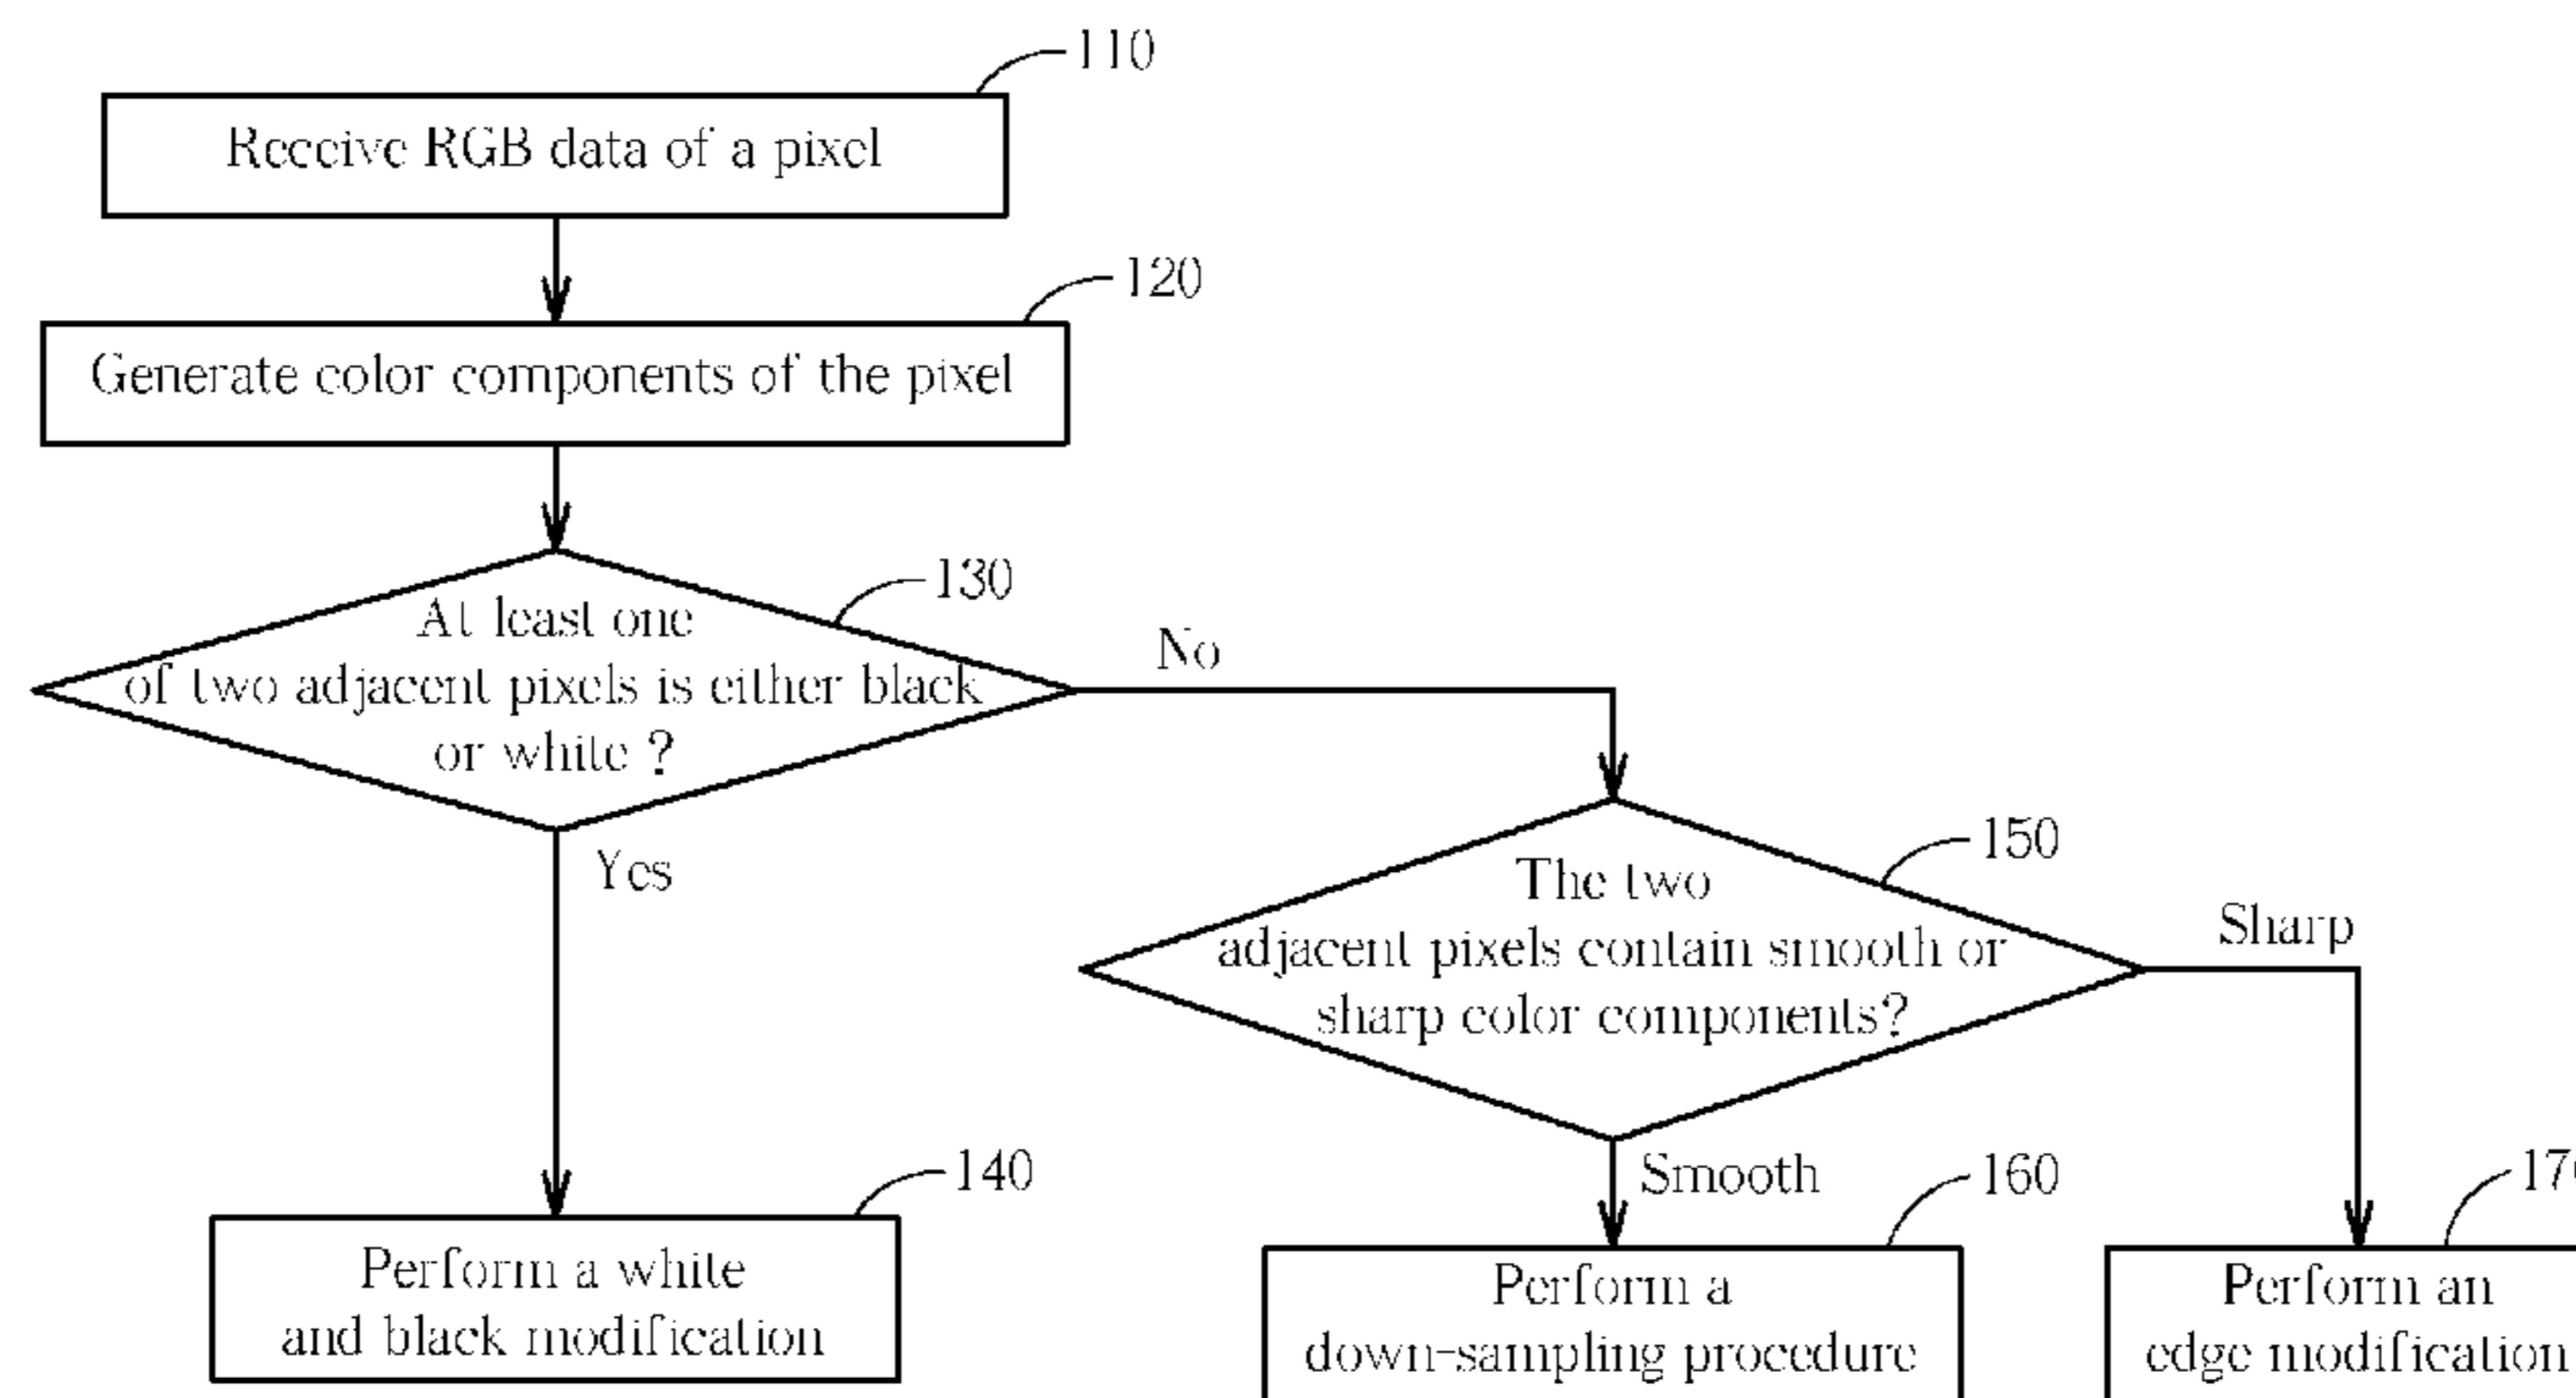 110
Receive RGB data of a pixel
120
Generate color components of the pixel
130
At least one
of two adjacent pixels is either black
or white ?
No
Yes
150
The two
adjacent pixels contain smooth or
sharp color components?
Sharp
Smooth
140
Perform a white
and black modification
160
Perform a
down-sampling procedure
Perform an
edge modification